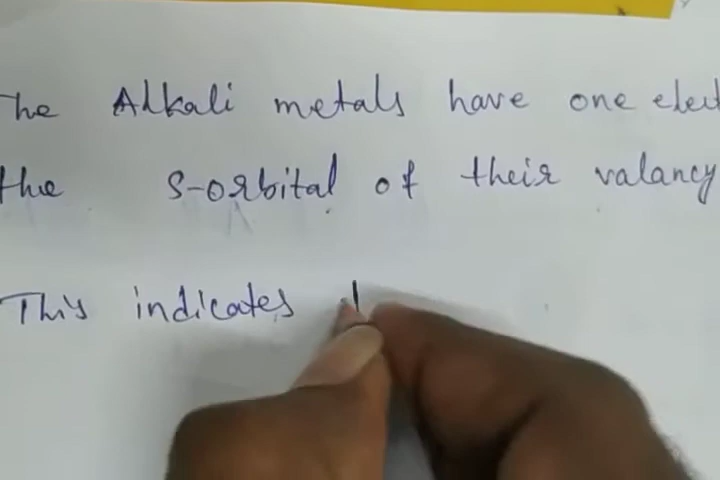 The Alkali metals have one elect
the s-orbital of their valancy
This indicates